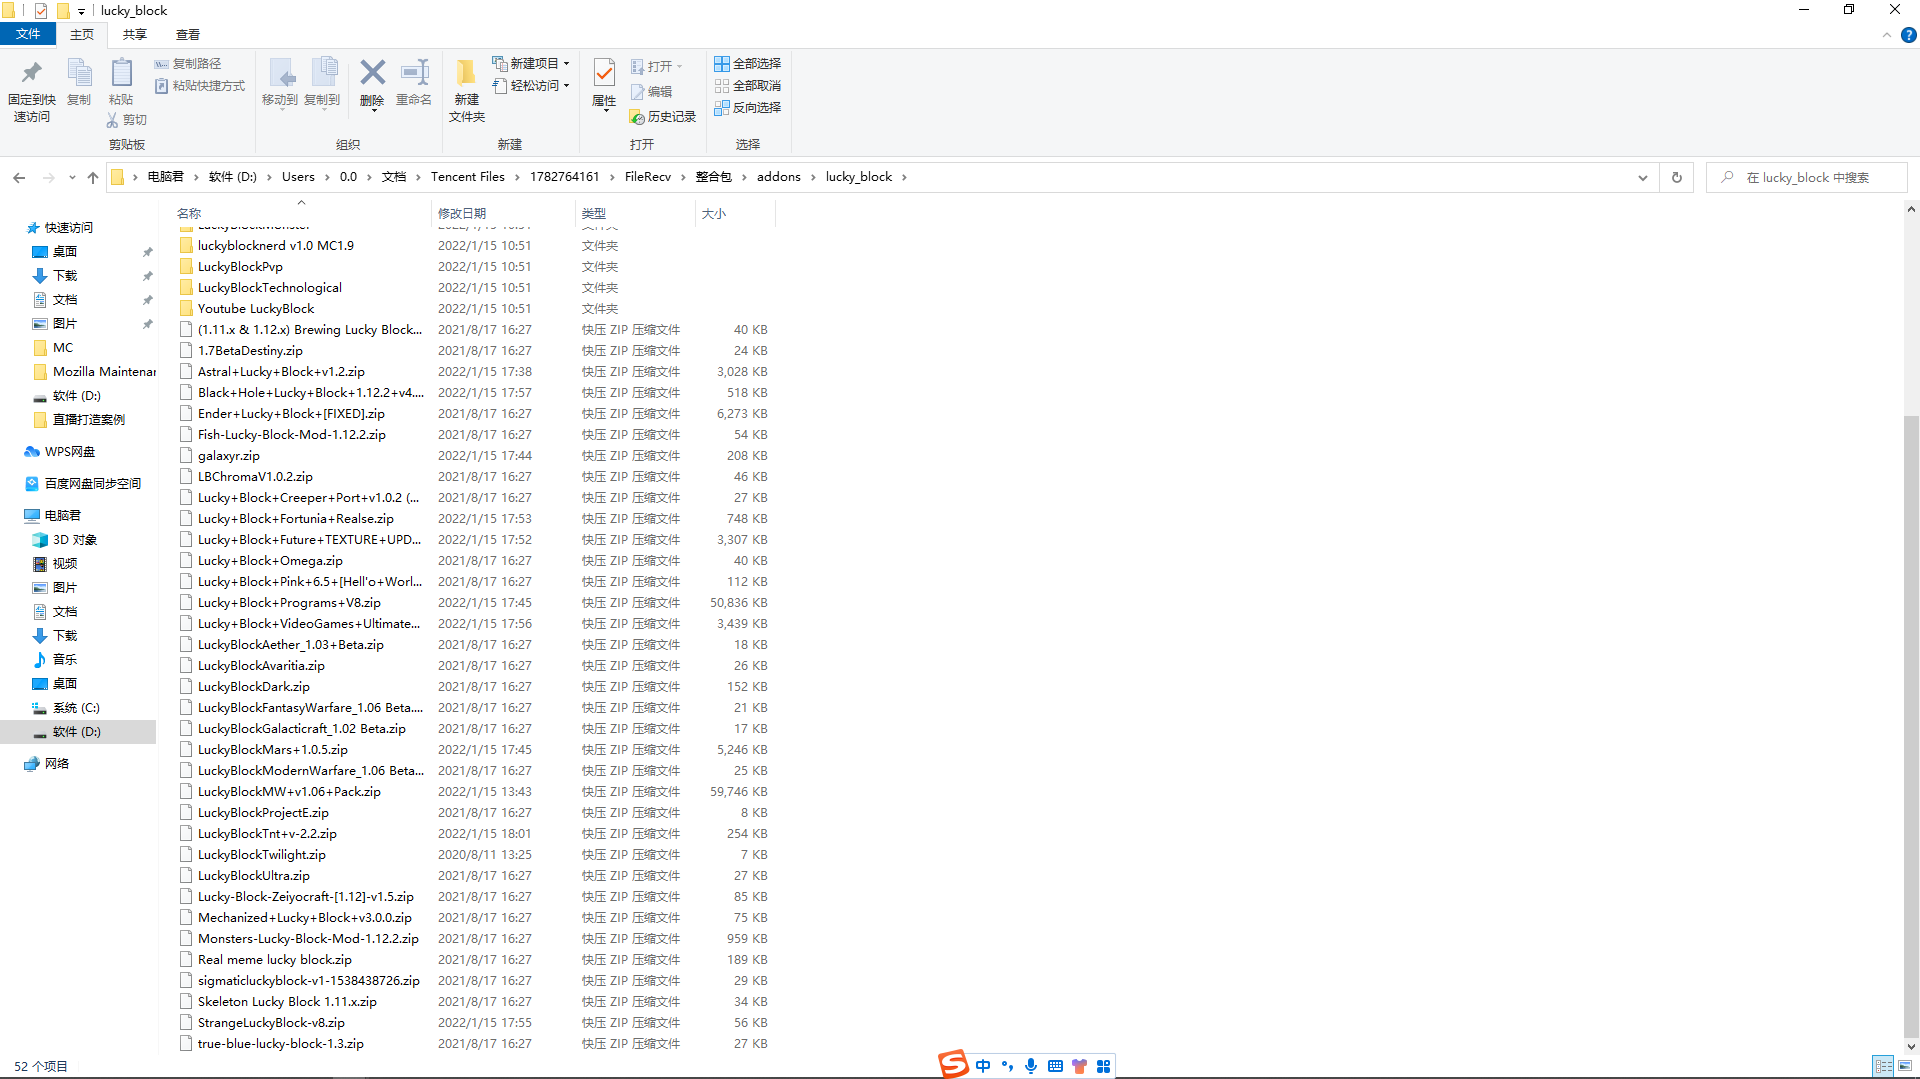 lucky_block
文件 主页 共享 查看
固定到快速访问
复制
粘贴
复制路径
粘贴快捷方式
剪切
剪贴板
移动到
复制到
删除
重命名
组织
新建文件夹
新建项目
轻松访问
新建
属性
打开
编辑
历史记录
打开
全部选择
全部取消
反向选择
选择
电脑君 › 软件 (D:) › Users › 0.0 › 文档 › Tencent Files › 1782764161 › FileRecv › 整合包 › addons › lucky_block ›
在 lucky_block 中搜索
快速访问
桌面
下载
文档
图片
MC
Mozilla Maintenar
软件 (D:)
直播打造案例
WPS网盘
百度网盘同步空间
电脑君
3D 对象
视频
图片
文档
下载
音乐
桌面
系统 (C:)
软件 (D:)
网络
名称 修改日期 类型 大小
LuckyBlockMonster 2022/1/15 10:51 文件夹
luckyblocknerd v1.0 MC1.9 2022/1/15 10:51 文件夹
LuckyBlockPvp 2022/1/15 10:51 文件夹
LuckyBlockTechnological 2022/1/15 10:51 文件夹
Youtube LuckyBlock 2022/1/15 10:51 文件夹
(1.11.x & 1.12.x) Brewing Lucky Block... 2021/8/17 16:27 快压 ZIP 压缩文件 40 KB
1.7BetaDestiny.zip 2021/8/17 16:27 快压 ZIP 压缩文件 24 KB
Astral+Lucky+Block+v1.2.zip 2022/1/15 17:38 快压 ZIP 压缩文件 3,028 KB
Black+Hole+Lucky+Block+1.12.2+v4.... 2022/1/15 17:57 快压 ZIP 压缩文件 518 KB
Ender+Lucky+Block+[FIXED].zip 2021/8/17 16:27 快压 ZIP 压缩文件 6,273 KB
Fish-Lucky-Block-Mod-1.12.2.zip 2021/8/17 16:27 快压 ZIP 压缩文件 54 KB
galaxyr.zip 2022/1/15 17:44 快压 ZIP 压缩文件 208 KB
LBChromaV1.0.2.zip 2021/8/17 16:27 快压 ZIP 压缩文件 46 KB
Lucky+Block+Creeper+Port+v1.0.2 (... 2021/8/17 16:27 快压 ZIP 压缩文件 27 KB
Lucky+Block+Fortunia+Realse.zip 2022/1/15 17:53 快压 ZIP 压缩文件 748 KB
Lucky+Block+Future+TEXTURE+UPD... 2022/1/15 17:52 快压 ZIP 压缩文件 3,307 KB
Lucky+Block+Omega.zip 2021/8/17 16:27 快压 ZIP 压缩文件 40 KB
Lucky+Block+Pink+6.5+[Hell'o+Worl... 2021/8/17 16:27 快压 ZIP 压缩文件 112 KB
Lucky+Block+Programs+V8.zip 2022/1/15 17:45 快压 ZIP 压缩文件 50,836 KB
Lucky+Block+VideoGames+Ultimate... 2022/1/15 17:56 快压 ZIP 压缩文件 3,439 KB
LuckyBlockAether_1.03+Beta.zip 2021/8/17 16:27 快压 ZIP 压缩文件 18 KB
LuckyBlockAvaritia.zip 2021/8/17 16:27 快压 ZIP 压缩文件 26 KB
LuckyBlockDark.zip 2021/8/17 16:27 快压 ZIP 压缩文件 152 KB
LuckyBlockFantasyWarfare_1.06 Beta.... 2021/8/17 16:27 快压 ZIP 压缩文件 21 KB
LuckyBlockGalacticraft_1.02 Beta.zip 2021/8/17 16:27 快压 ZIP 压缩文件 17 KB
LuckyBlockMars+1.0.5.zip 2022/1/15 17:45 快压 ZIP 压缩文件 5,246 KB
LuckyBlockModernWarfare_1.06 Beta... 2021/8/17 16:27 快压 ZIP 压缩文件 25 KB
LuckyBlockMW+v1.06+Pack.zip 2022/1/15 13:43 快压 ZIP 压缩文件 59,746 KB
LuckyBlockProjectE.zip 2021/8/17 16:27 快压 ZIP 压缩文件 8 KB
LuckyBlockTnt+v-2.2.zip 2022/1/15 18:01 快压 ZIP 压缩文件 254 KB
LuckyBlockTwilight.zip 2020/8/11 13:25 快压 ZIP 压缩文件 7 KB
LuckyBlockUltra.zip 2021/8/17 16:27 快压 ZIP 压缩文件 27 KB
Lucky-Block-Zeiyocraft-[1.12]-v1.5.zip 2021/8/17 16:27 快压 ZIP 压缩文件 85 KB
Mechanized+Lucky+Block+v3.0.0.zip 2021/8/17 16:27 快压 ZIP 压缩文件 75 KB
Monsters-Lucky-Block-Mod-1.12.2.zip 2021/8/17 16:27 快压 ZIP 压缩文件 959 KB
Real meme lucky block.zip 2021/8/17 16:27 快压 ZIP 压缩文件 189 KB
sigmaticluckyblock-v1-1538438726.zip 2021/8/17 16:27 快压 ZIP 压缩文件 29 KB
Skeleton Lucky Block 1.11.x.zip 2021/8/17 16:27 快压 ZIP 压缩文件 34 KB
StrangeLuckyBlock-v8.zip 2022/1/15 17:55 快压 ZIP 压缩文件 56 KB
true-blue-lucky-block-1.3.zip 2021/8/17 16:27 快压 ZIP 压缩文件 27 KB
52 个项目
中